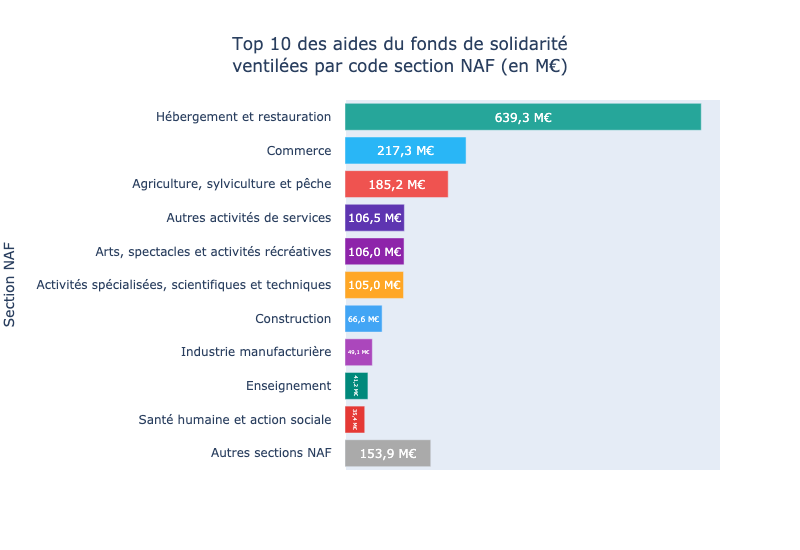 Top 10 des aides du fonds de solidarité
ventilées par code section NAF (en M€)
Section NAF
Hébergement et restauration
639,3 M€
Commerce
217,3 M€
Agriculture, sylviculture et pêche
185,2 M€
Autres activités de services
106,5 M€
Arts, spectacles et activités récréatives
106,0 M€
Activités spécialisées, scientifiques et techniques
105,0 M€
Construction
66,6 M€
Industrie manufacturière
49,1 M€
Enseignement
41,2 M€
Santé humaine et action sociale
Autres sections NAF
153,9 M€